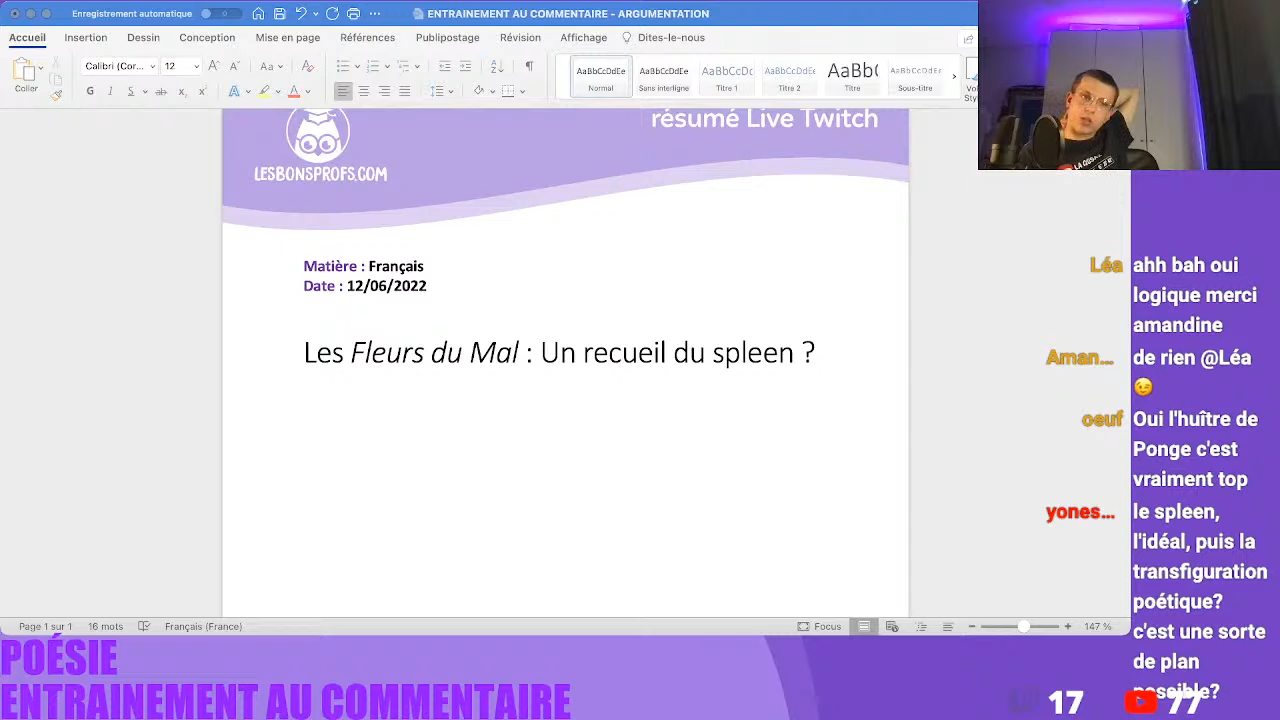 Enregistrement automatique
ENTRAINEMENT AU COMMENTAIRE - ARGUMENTATION
Accueil
Insertion
Dessin
Conception
Mise en page
Références
Publipostage
Révision
Affichage
Dites-le-nous
Coller
Calibri (Cor...
12
AaBbCcDdEe
Normal
AaBbCcDdEe
Sans interligne
AaBbCcDc
Titre 1
AaBbCcDdEe
Titre 2
AaBb(
Titre
AaBbCcDdEe
Sous-titre
résumé Live Twitch
LESBONSPROFS.COM
Matière : Français
Date : 12/06/2022
Les Fleurs du Mal : Un recueil du spleen ?
Léa ahh bah oui
logique merci
amandine
Aman... de rien @Léa
😉
oeuf Oui l'huître de
Ponge c'est
vraiment top
yones... le spleen,
l'idéal, puis la
transfiguration
poétique?
c'est une sorte
de plan
possible?
Page 1 sur 1
16 mots
Français (France)
Focus
147 %
POÉSIE
ENTRAINEMENT AU COMMENTAIRE
17
77